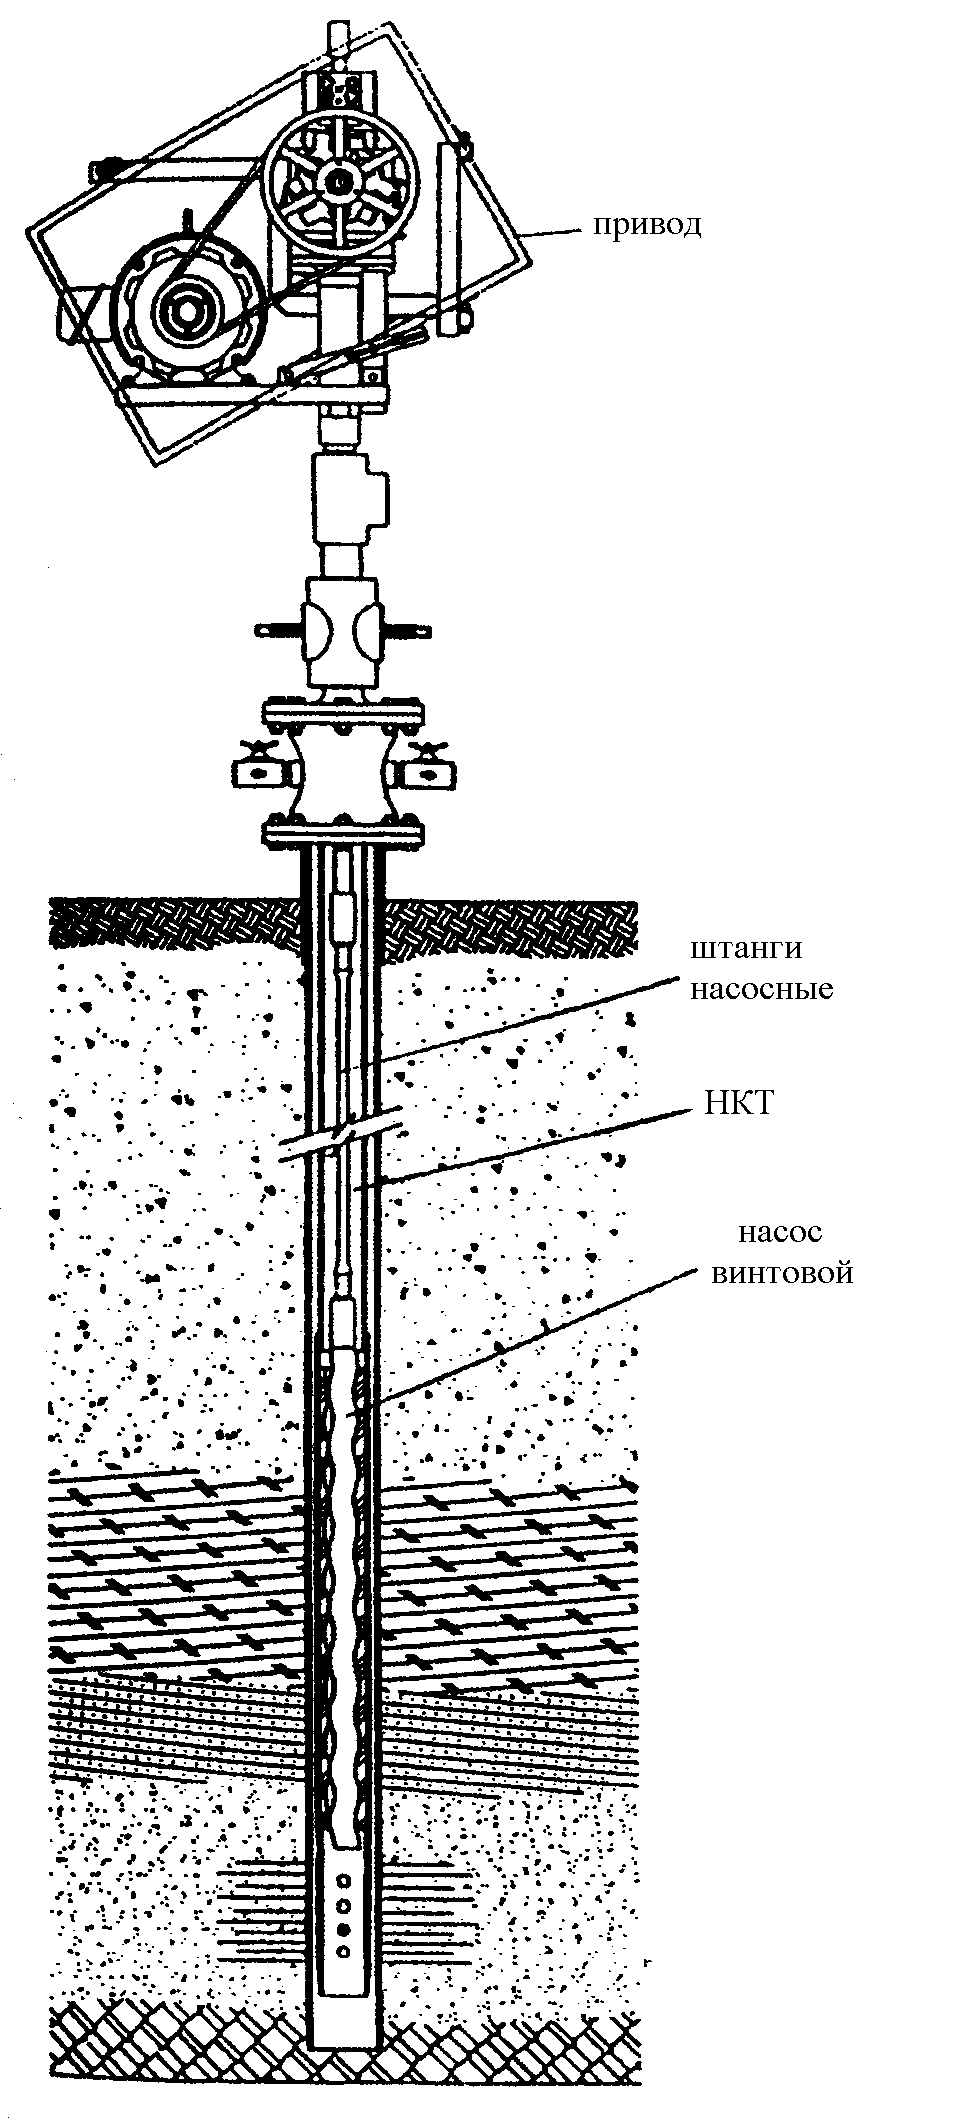 привод
штанги
насосные
НКТ
насос
винтовой